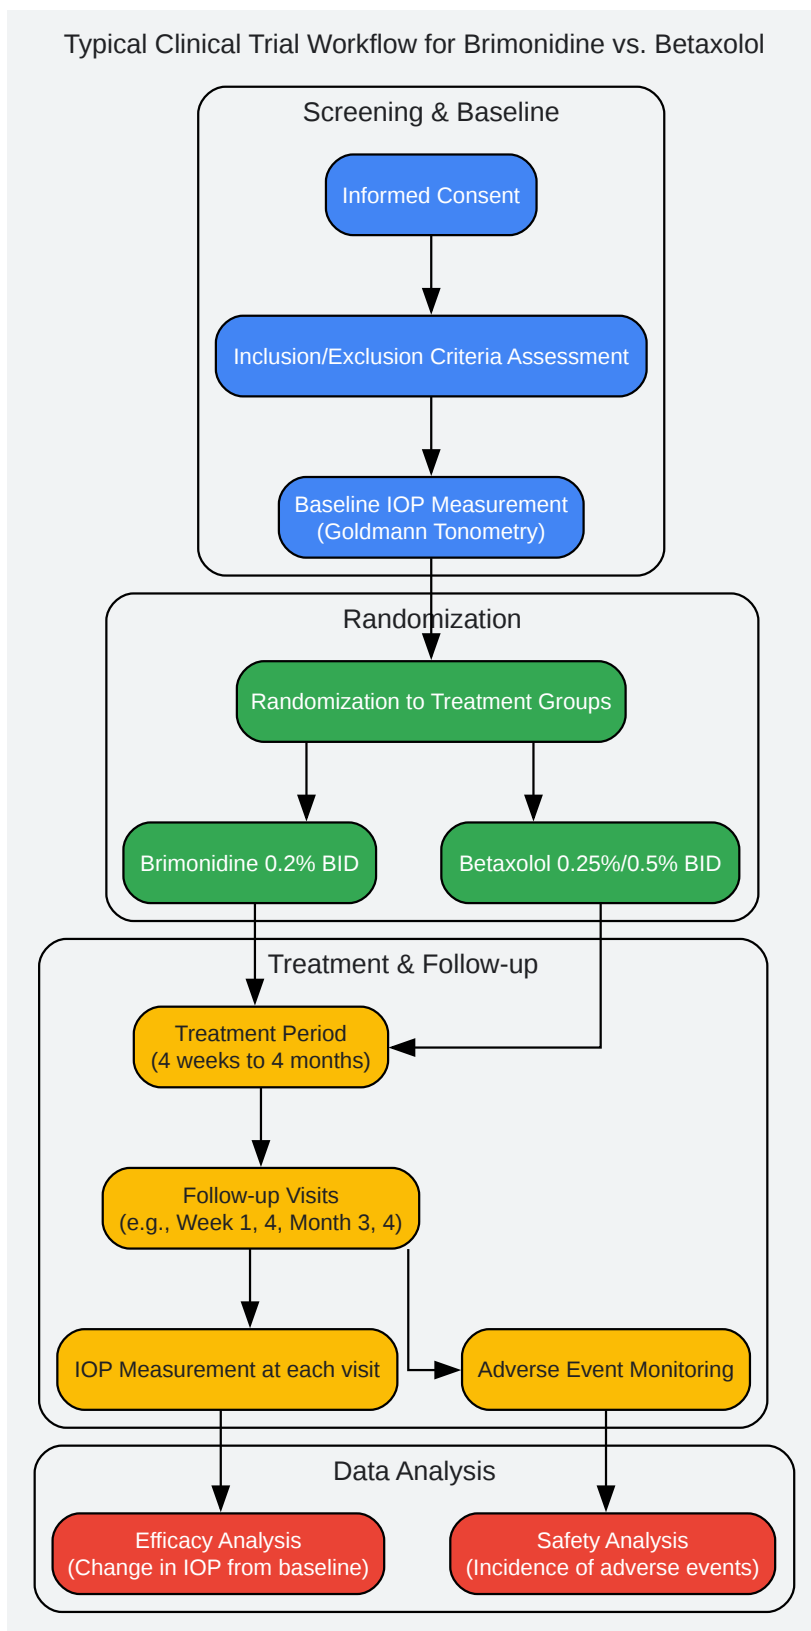 Typical Clinical Trial Workflow for Brimonidine vs. Betaxolol
Screening & Baseline
Informed Consent
Inclusion/Exclusion Criteria Assessment
Baseline IOP Measurement
(Goldmann Tonometry)
Randomization
Randomization to Treatment Groups
Brimonidine 0.2% BID
Betaxolol 0.25%/0.5% BID
Treatment & Follow-up
Treatment Period
(4 weeks to 4 months)
Follow-up Visits
(e.g., Week 1, 4, Month 3, 4)
IOP Measurement at each visit
Adverse Event Monitoring
Data Analysis
Efficacy Analysis
(Change in IOP from baseline)
Safety Analysis
(Incidence of adverse events)